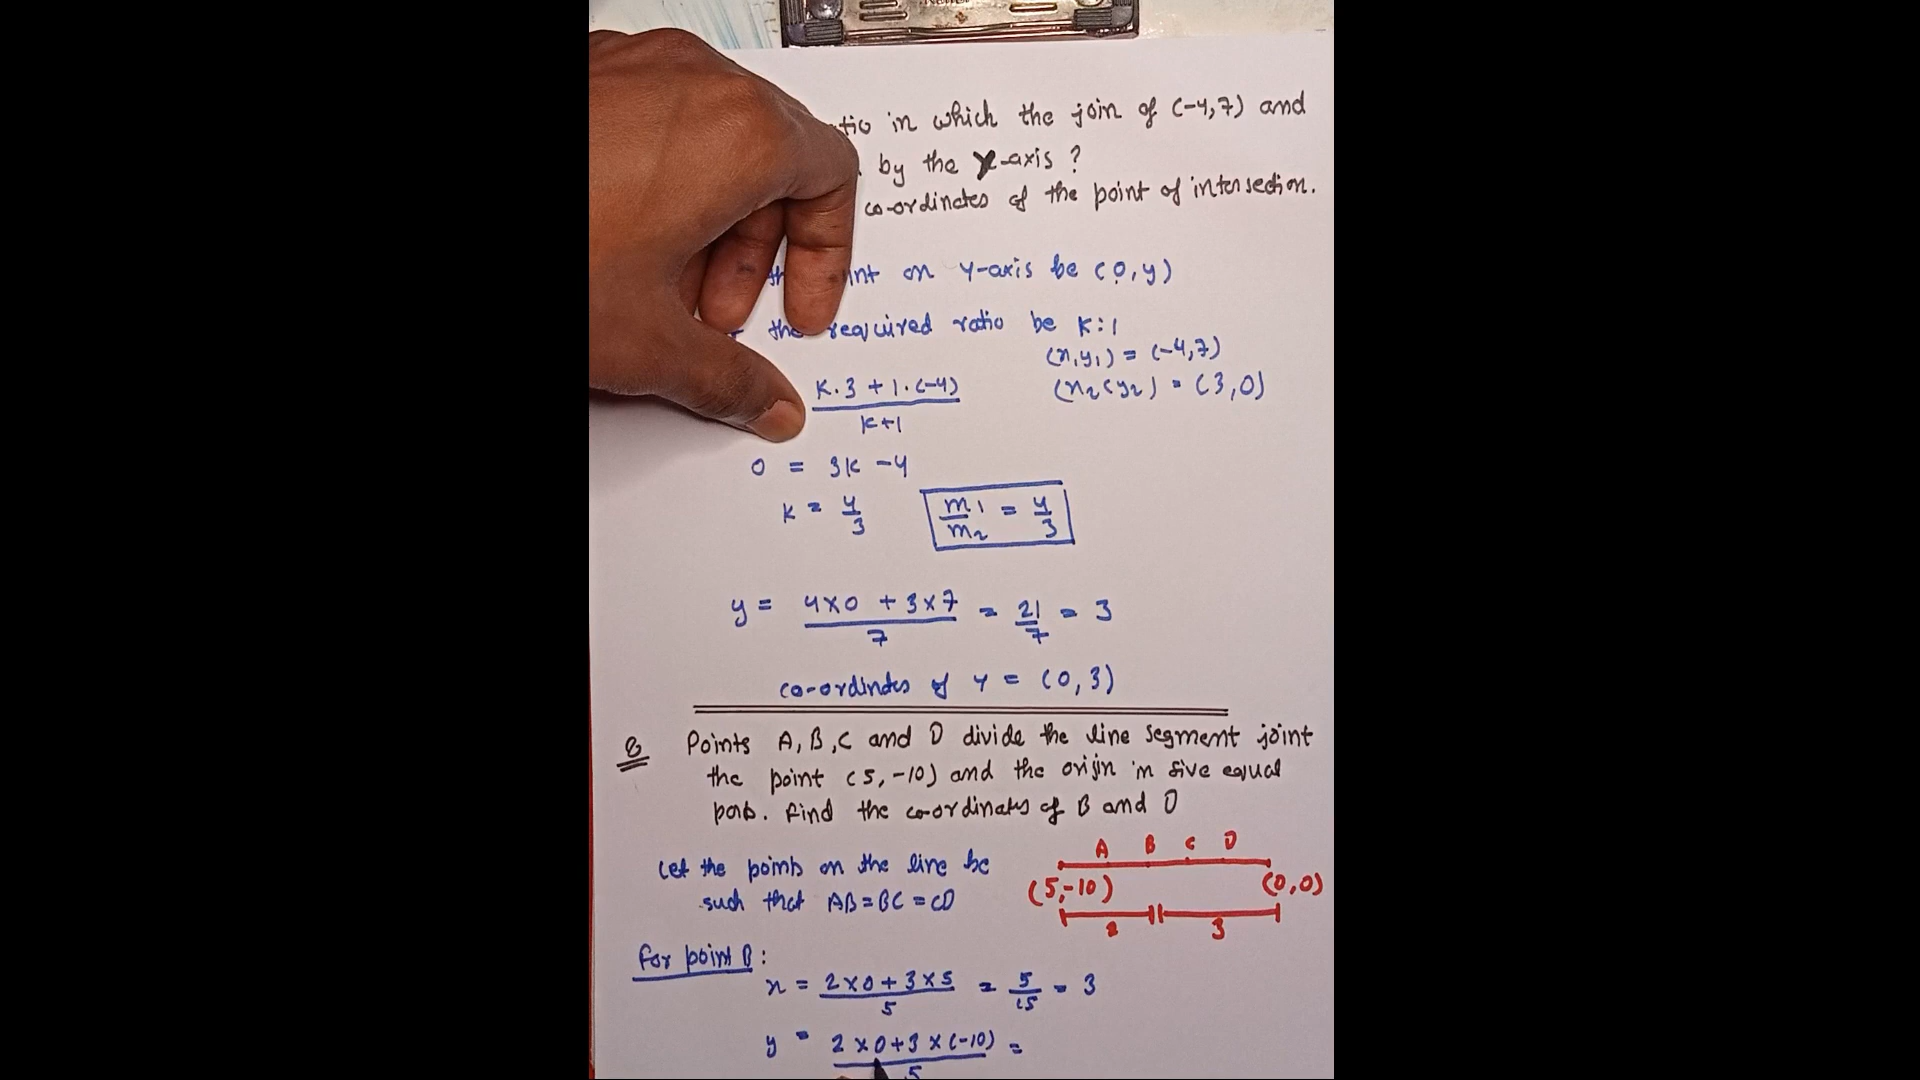 in which the join of (-4,7) and
by the y-axis ?
co-ordinates of the point of intersection.
on Y-axis be (0,y)
the required ratio be K:1
(x,y₁) = (-4,7)
K.3 + 1.(-4)
(x₂,y₂) = (3,0)
K+1
0 = 3K -4
K = 4/3
m1/m₂ = 4/3
y = 4×0 + 3×7 / 7 = 21/7 = 3
co-ordindes of Y = (0,3)
Q Points A, B, C and D divide the line segment joint
the point (5,-10) and the origin in five equal
Find the co-ordinates of B and D
A B C D
Let the points on the line be
(5,-10) (0,0)
such that AB=BC=CD
2 3
For point B:
x = 2×0+3×5 / 5 = 5/15 = 3
y = 2×0+3×(-10) / 5 =